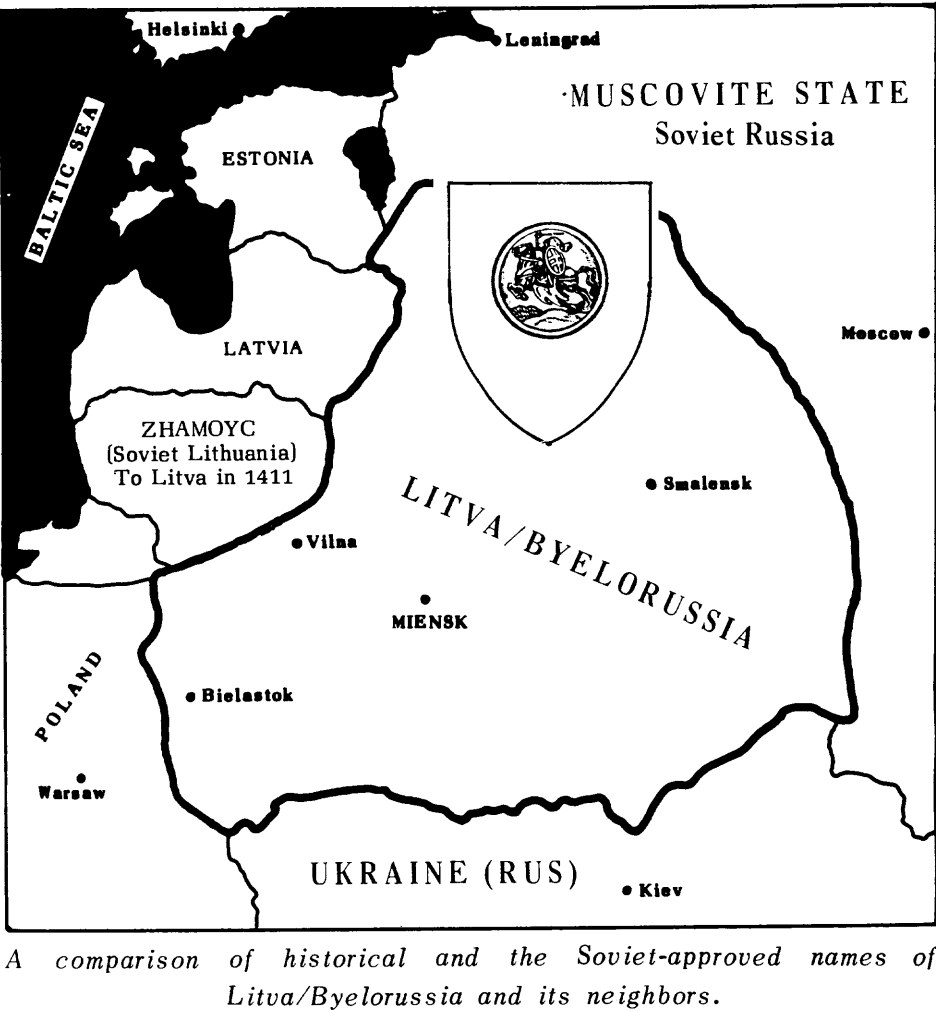 Helsinki
Leningrad
MUSCOVITE STATE
Soviet Russia
BALTIC SEA
ESTONIA
Moscow
LATVIA
ZHAMOYC
(Soviet Lithuania)
To Litva in 1411
Smalensk
LITVA/BYELORUSSIA
Vilna
MIENSK
POLAND
Bielastok
Warsaw
UKRAINE (RUS)
Kiev
A comparison of historical and the Soviet-approved names of
Litva/Byelorussia and its neighbors.